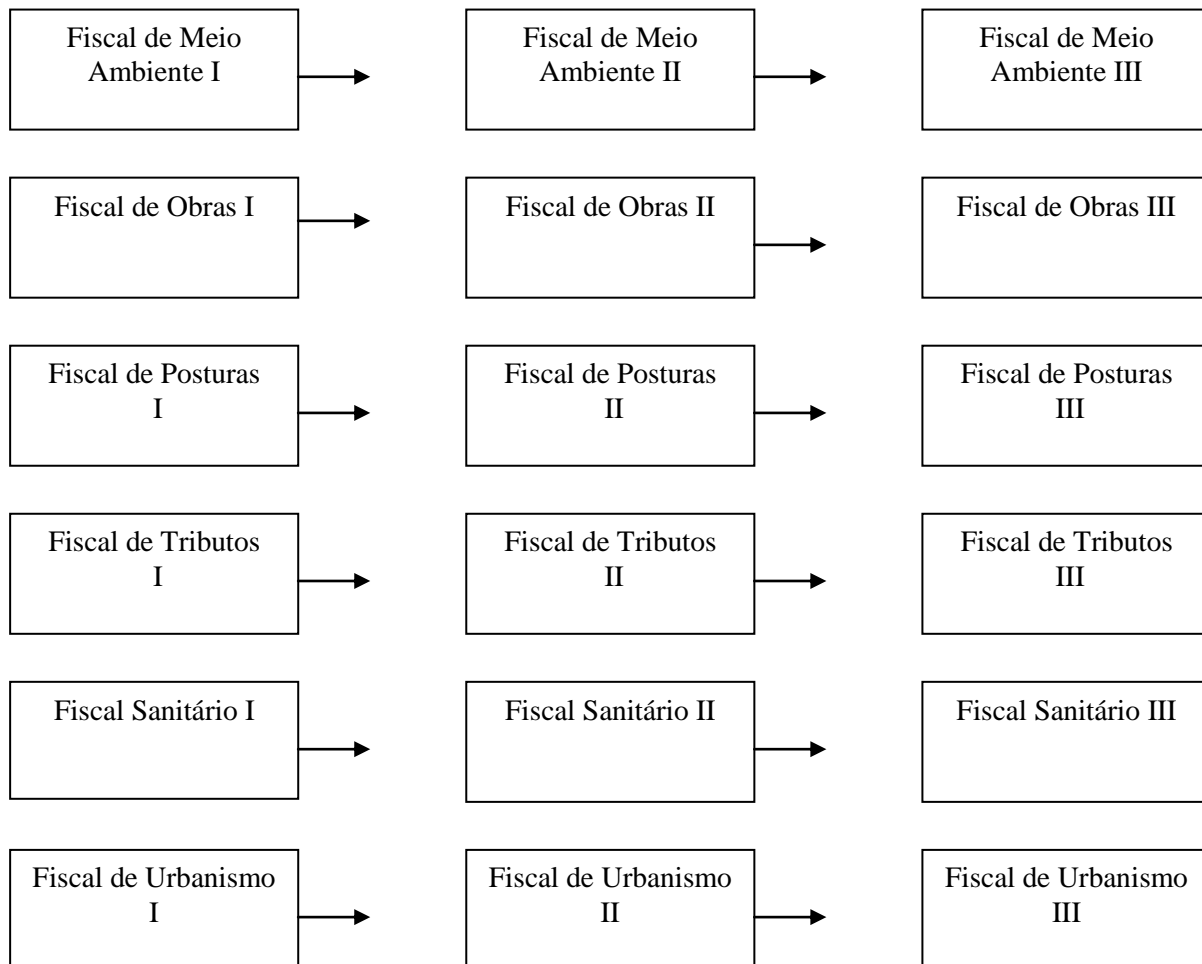 Fiscal de Meio
Ambiente I
Fiscal de Meio
Ambiente II
Fiscal de Meio
Ambiente III
Fiscal de Obras I
Fiscal de Obras II
Fiscal de Obras III
Fiscal de Posturas
I
Fiscal de Posturas
II
Fiscal de Posturas
III
Fiscal de Tributos
I
Fiscal de Tributos
II
Fiscal de Tributos
III
Fiscal Sanitário I
Fiscal Sanitário II
Fiscal Sanitário III
Fiscal de Urbanismo
I
Fiscal de Urbanismo
II
Fiscal de Urbanismo
III